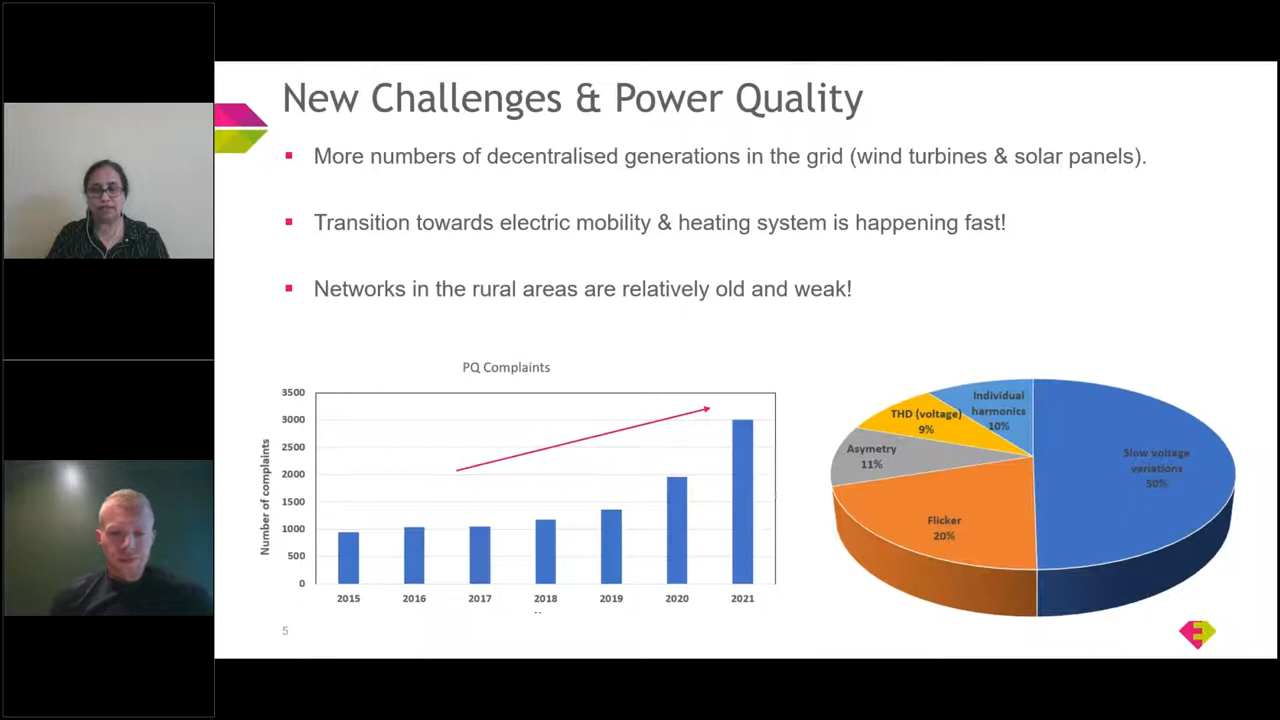 New Challenges & Power Quality
More numbers of decentralised generations in the grid (wind turbines & solar panels).
Transition towards electric mobility & heating system is happening fast!
Networks in the rural areas are relatively old and weak!
PQ Complaints
Number of complaints
3500
3000
2500
2000
1500
1000
500
0
2015 2016 2017 2018 2019 2020 2021
Individual
harmonics
10%
THD (voltage)
9%
Asymetry
11%
Flicker
20%
Slow voltage
variations
50%
5